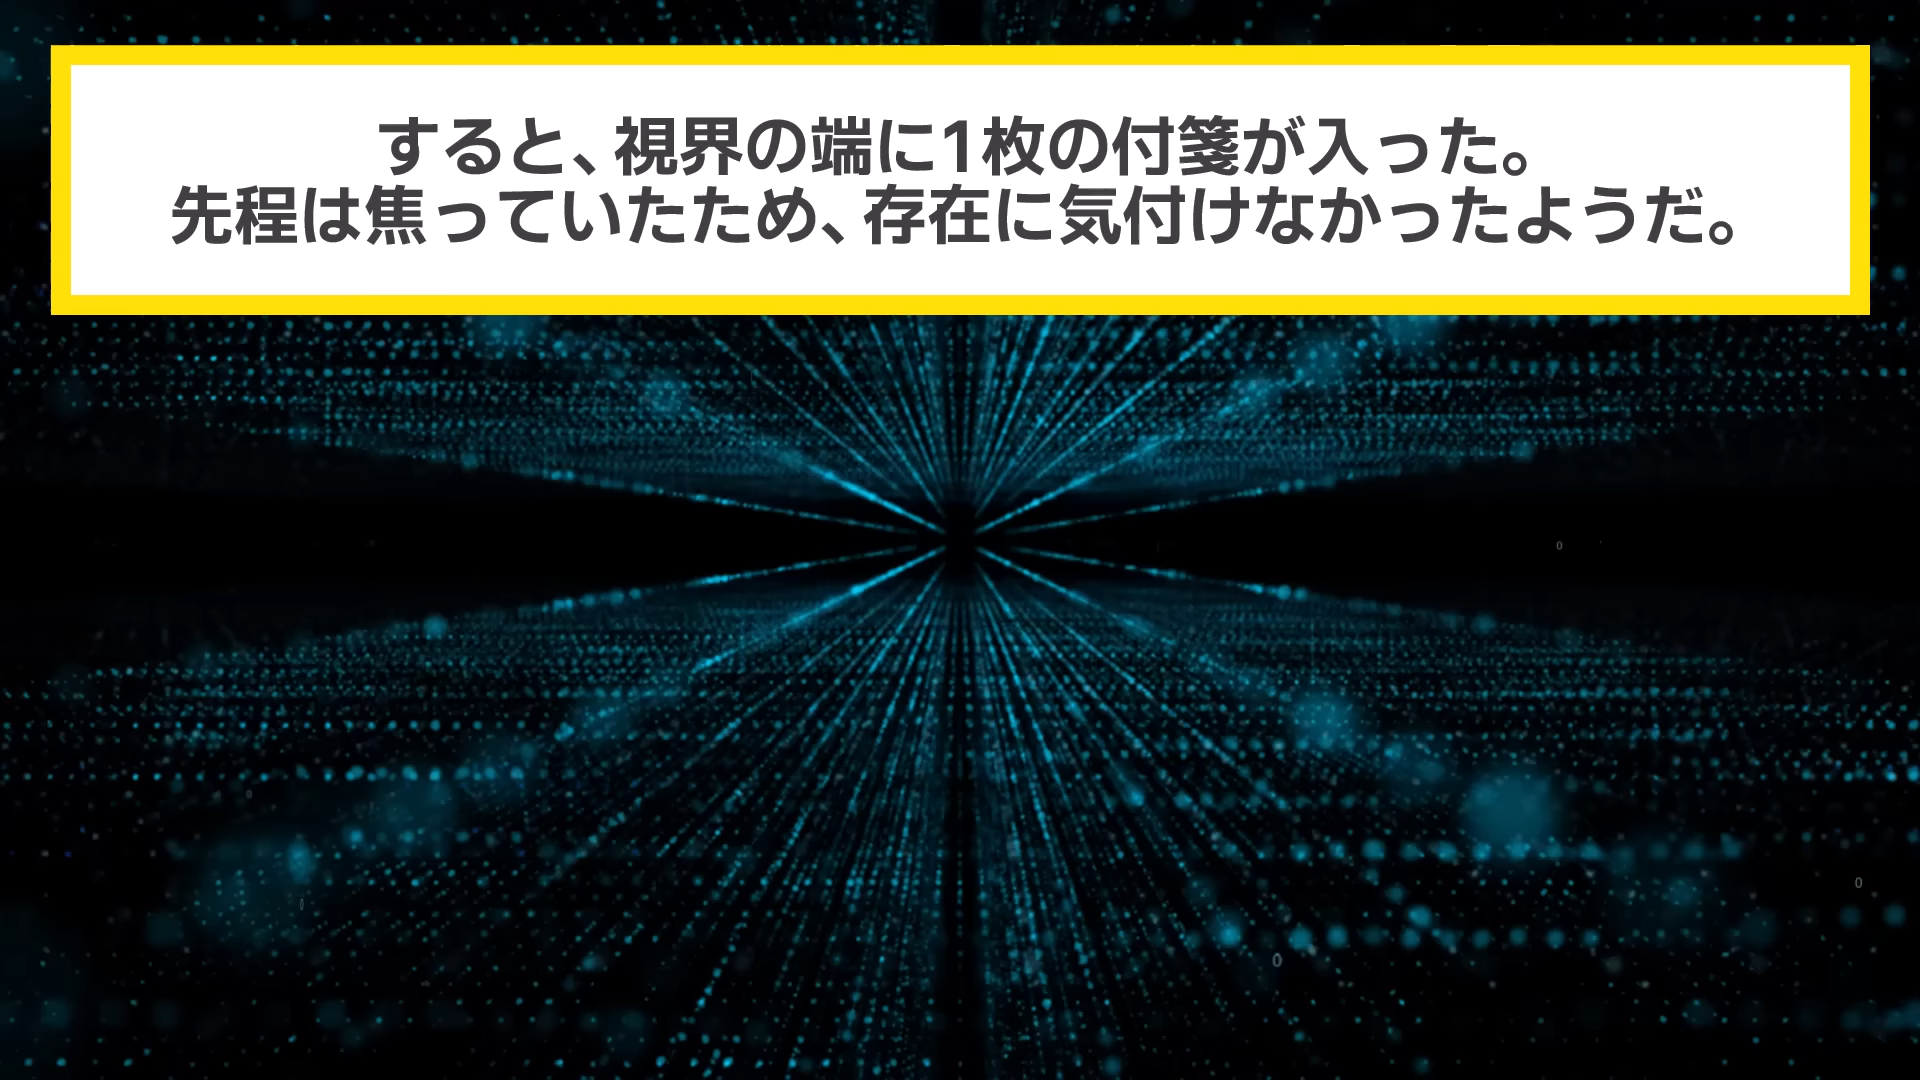 すると、視界の端に1枚の付箋が入った。
先程は焦っていたため、存在に気付けなかったようだ。